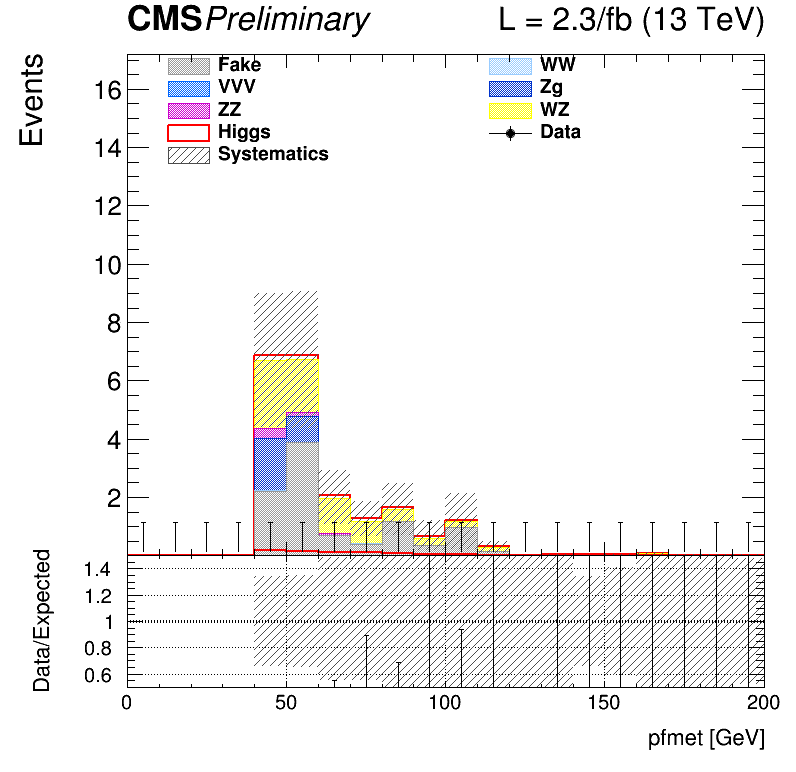 CMS Preliminary L = 2.3/fb (13 TeV)
Events
16
14
12
10
8
6
4
2
Fake WW
VVV Zg
ZZ WZ
Higgs Data
Systematics
Data/Expected
1.4
1.2
1
0.8
0.6
0 50 100 150 200
pfmet [GeV]